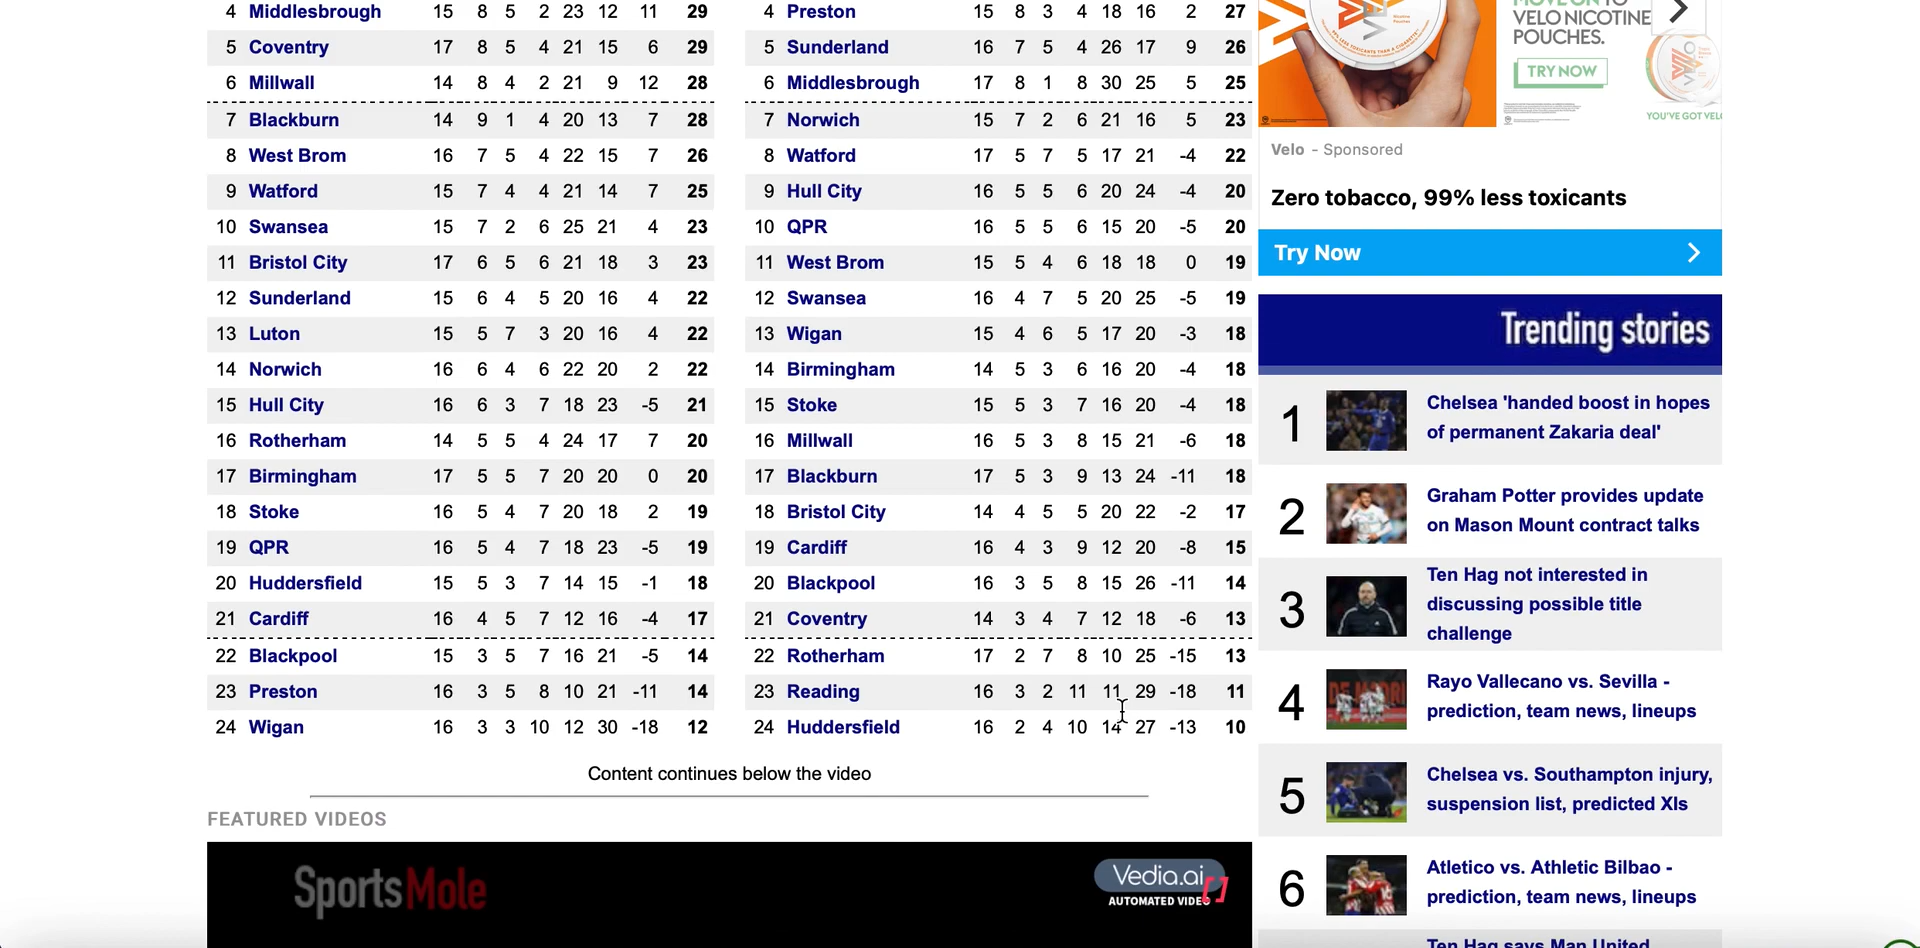 4 Middlesbrough 15 8 5 2 23 12 11 29
5 Coventry 17 8 5 4 21 15 6 29
6 Millwall 14 8 4 2 21 9 12 28
7 Blackburn 14 9 1 4 20 13 7 28
8 West Brom 16 7 5 4 22 15 7 26
9 Watford 15 7 4 4 21 14 7 25
10 Swansea 15 7 2 6 25 21 4 23
11 Bristol City 17 6 5 6 21 18 3 23
12 Sunderland 15 6 4 5 20 16 4 22
13 Luton 15 5 7 3 20 16 4 22
14 Norwich 16 6 4 6 22 20 2 22
15 Hull City 16 6 3 7 18 23 -5 21
16 Rotherham 14 5 5 4 24 17 7 20
17 Birmingham 17 5 5 7 20 20 0 20
18 Stoke 16 5 4 7 20 18 2 19
19 QPR 16 5 4 7 18 23 -5 19
20 Huddersfield 15 5 3 7 14 15 -1 18
21 Cardiff 16 4 5 7 12 16 -4 17
22 Blackpool 15 3 5 7 16 21 -5 14
23 Preston 16 3 5 8 10 21 -11 14
24 Wigan 16 3 3 10 12 30 -18 12
4 Preston 15 8 3 4 18 16 2 27
5 Sunderland 16 7 5 4 26 17 9 26
6 Middlesbrough 17 8 1 8 30 25 5 25
7 Norwich 15 7 2 6 21 16 5 23
8 Watford 17 5 7 5 17 21 -4 22
9 Hull City 16 5 5 6 20 24 -4 20
10 QPR 16 5 5 6 15 20 -5 20
11 West Brom 15 5 4 6 18 18 0 19
12 Swansea 16 4 7 5 20 25 -5 19
13 Wigan 15 4 6 5 17 20 -3 18
14 Birmingham 14 5 3 6 16 20 -4 18
15 Stoke 15 5 3 7 16 20 -4 18
16 Millwall 16 5 3 8 15 21 -6 18
17 Blackburn 17 5 3 9 13 24 -11 18
18 Bristol City 14 4 5 5 20 22 -2 17
19 Cardiff 16 4 3 9 12 20 -8 15
20 Blackpool 16 3 5 8 15 26 -11 14
21 Coventry 14 3 4 7 12 18 -6 13
22 Rotherham 17 2 7 8 10 25 -15 13
23 Reading 16 3 2 11 11 29 -18 11
24 Huddersfield 16 2 4 10 14 27 -13 10
Content continues below the video
FEATURED VIDEOS
SportsMole
Vedia.ai
AUTOMATED VIDEO
MOVE ON TO
VELO NICOTINE
POUCHES.
TRY NOW
YOU'VE GOT VEL
Velo - Sponsored
Zero tobacco, 99% less toxicants
Try Now
Trending stories
1
Chelsea 'handed boost in hopes
of permanent Zakaria deal'
2
Graham Potter provides update
on Mason Mount contract talks
3
Ten Hag not interested in
discussing possible title
challenge
4
Rayo Vallecano vs. Sevilla -
prediction, team news, lineups
5
Chelsea vs. Southampton injury,
suspension list, predicted XIs
6
Atletico vs. Athletic Bilbao -
prediction, team news, lineups
Ten Hag says Man United